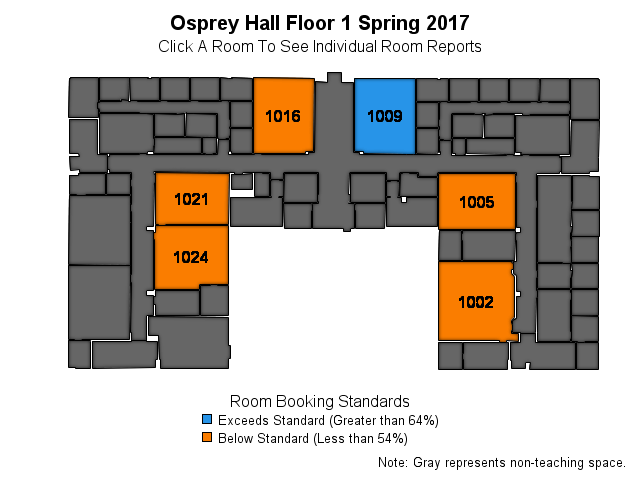 Osprey Hall Floor 1 Spring 2017
Click A Room To See Individual Room Reports
1016
1009
1021
1005
1024
1002
Room Booking Standards
Exceeds Standard (Greater than 64%)
Below Standard (Less than 54%)
Note: Gray represents non-teaching space.